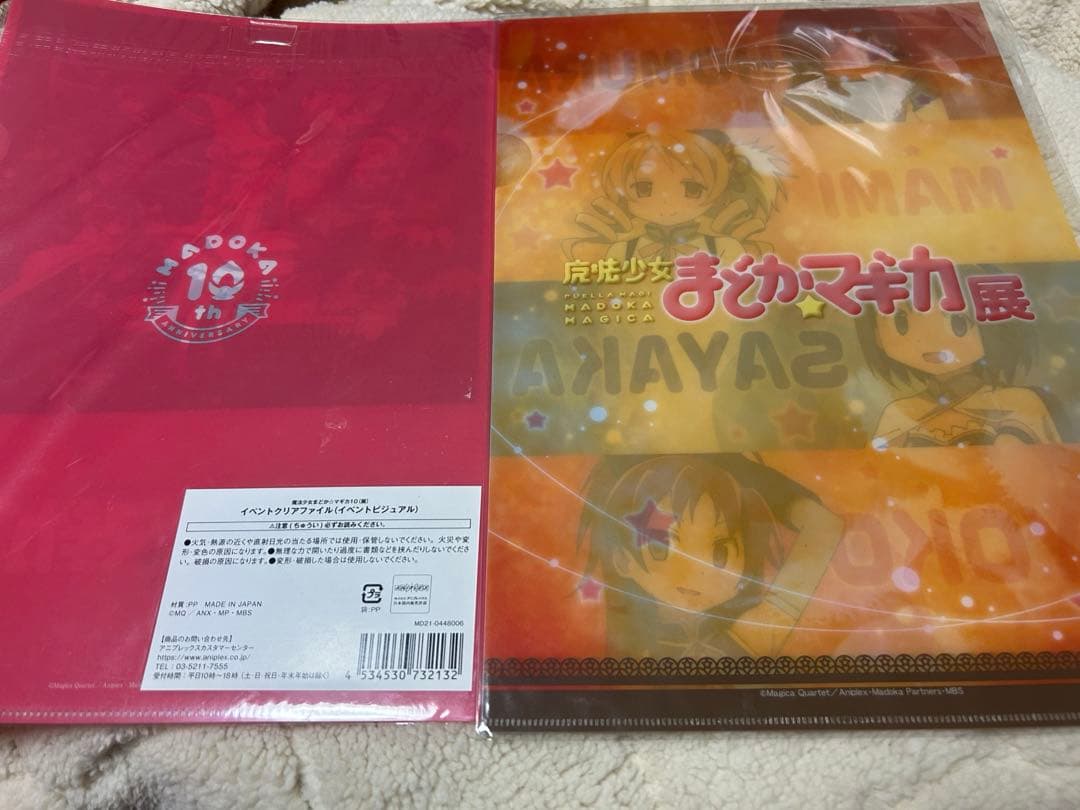 MADOKA
10
th
ANNIVERSARY
魔法少女まどか☆マギカ10(展)
イベントクリアファイル(イベントビジュアル)
⚠注意(ちゅうい)必ずお読みください。
●火気・熱源の近くや直射日光の当たる場所では使用・保管しないでください。火災や変
形・変色の原因になります。●無理な力で開いたり過度に書類などを挟んだりしないでくださ
い。破損の原因になります。●変形・破損した場合は使用しないでください。
プラ
袋:PP
材質:PP MADE IN JAPAN
©MQ/ANX・MP・MBS
MD21-0448006
【商品のお問い合わせ先】
アニプレックスカスタマーセンター
https://www.aniplex.co.jp/
TEL:03-5211-7555
受付時間:平日10時~18時(土・日・祝日・年末年始は除く)
4 534530 732132
©Magica Quartet/Aniplex・Mad
MAMI
魔法少女
まどか☆マギカ展
PUELLA MAGI
MADOKA
MAGICA
SAYAKA
©Magica Quartet/Aniplex・Madoka Partners・MBS